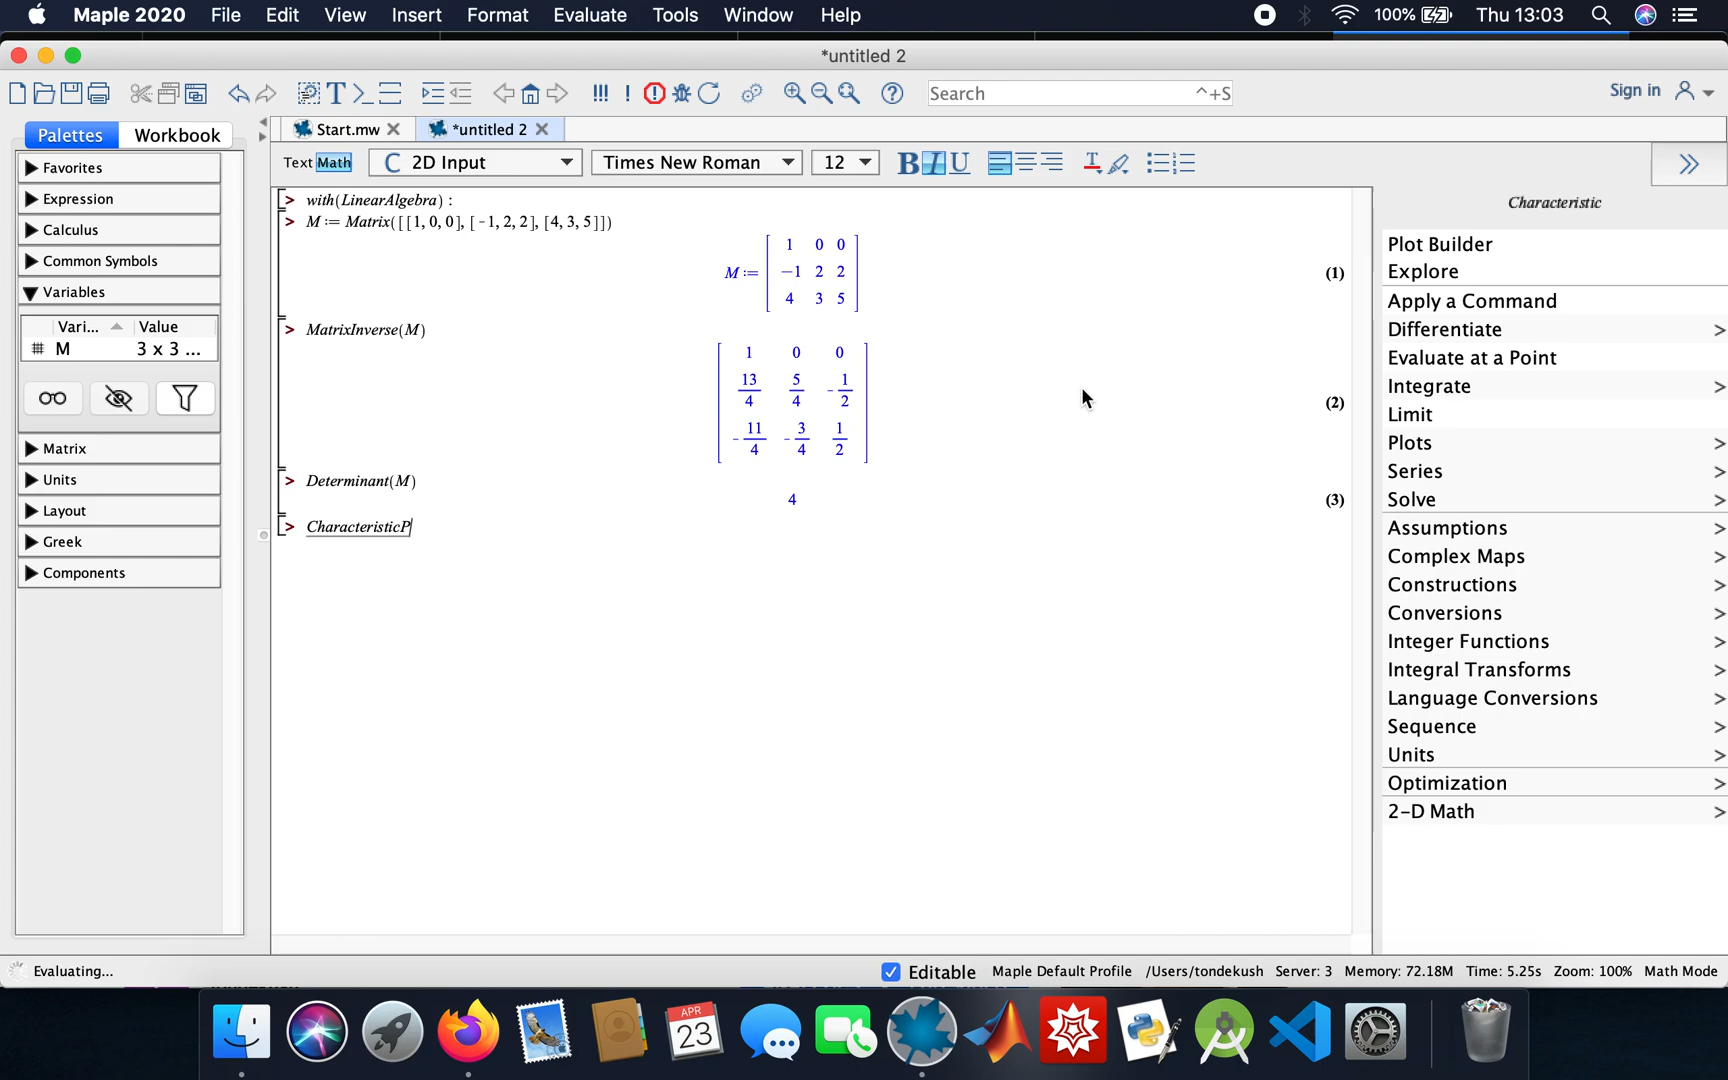 Maple 2020 File Edit View Insert Format Evaluate Tools Window Help 100% Thu 13:03
*untitled 2
Search ^+S Sign in
Palettes Workbook Start.mw *untitled 2
Text Math C 2D Input Times New Roman 12 B I U
Favorites
Expression
Calculus
Common Symbols
Variables
Vari... Value
M 3 x 3 ...
Matrix
Units
Layout
Greek
Components
> with(LinearAlgebra) :
> M := Matrix([[1, 0, 0], [-1, 2, 2], [4, 3, 5]])
1 0 0
M := -1 2 2 (1)
4 3 5
> MatrixInverse(M)
1 0 0
13/4 5/4 -1/2 (2)
-11/4 -3/4 1/2
> Determinant(M)
4 (3)
> CharacteristicP
Characteristic
Plot Builder
Explore
Apply a Command
Differentiate >
Evaluate at a Point
Integrate >
Limit
Plots >
Series >
Solve >
Assumptions >
Complex Maps >
Constructions >
Conversions >
Integer Functions >
Integral Transforms >
Language Conversions >
Sequence >
Units >
Optimization >
2-D Math >
Evaluating... Editable Maple Default Profile /Users/tondekush Server: 3 Memory: 72.18M Time: 5.25s Zoom: 100% Math Mode
APR
23